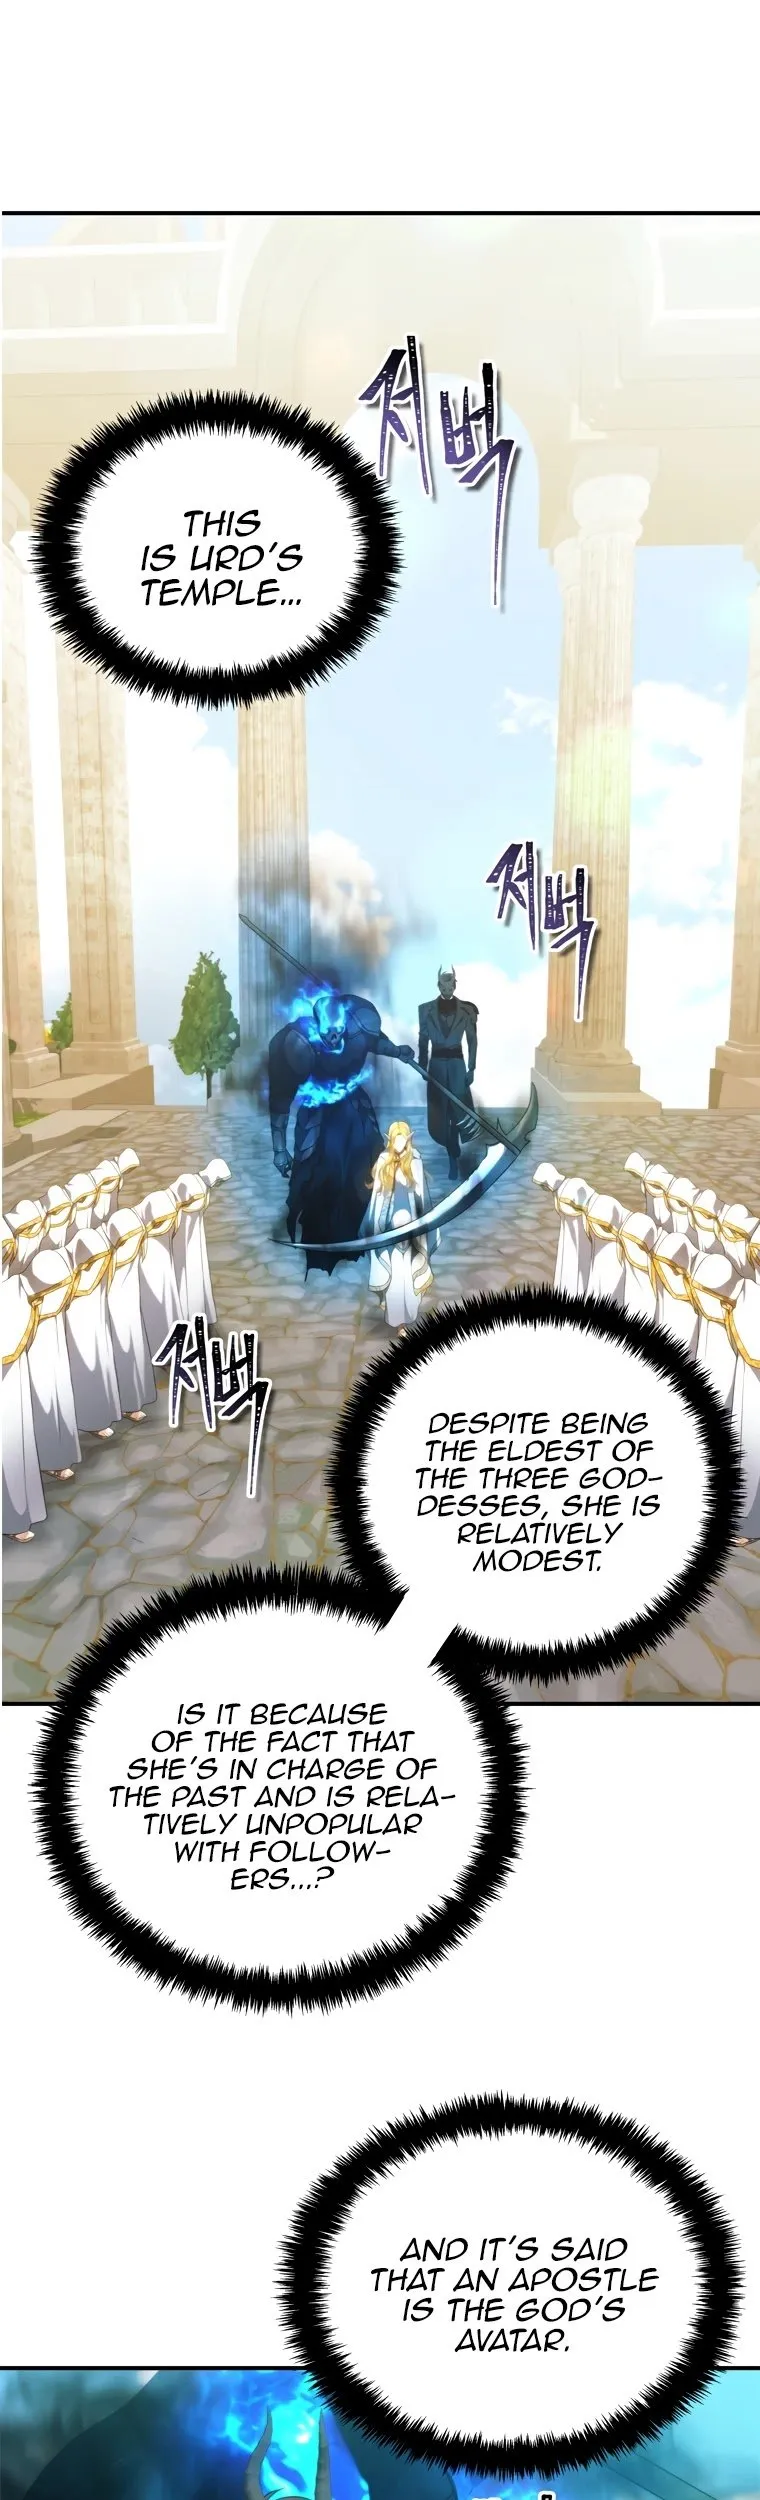 저벅
THIS
IS URD'S
TEMPLE...
저벅
저벅
DESPITE BEING
THE ELDEST OF
THE THREE GOD-
DESSES, SHE IS
RELATIVELY
MODEST.
IS IT BECAUSE
OF THE FACT THAT
SHE'S IN CHARGE OF
THE PAST AND IS RELA-
TIVELY UNPOPULAR
WITH FOLLOW-
ERS...?
AND IT'S SAID
THAT AN APOSTLE
IS THE GOD'S
AVATAR.